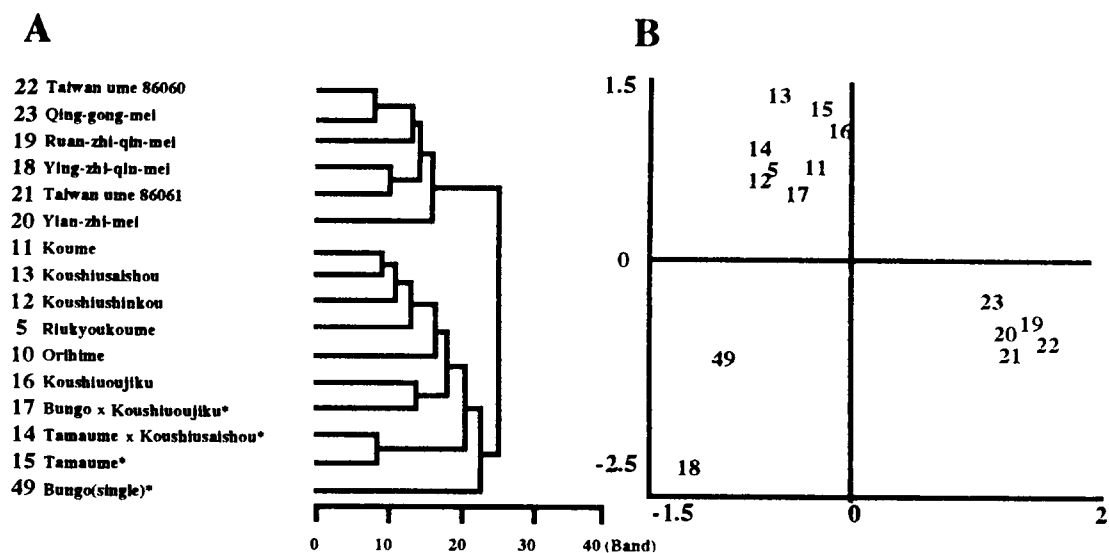 A
22 Taiwan ume 86060
23 Qing-gong-mei
19 Ruan-zhi-qin-mei
18 Ying-zhi-qin-mei
21 Taiwan ume 86061
20 Yian-zhi-mei
11 Koume
13 Koushiusaishou
12 Koushiushinkou
5 Riukyoukoume
10 Orihime
16 Koushiuoujiku
17 Bungo x Koushiuoujiku*
14 Tamaume x Koushiusaishou*
15 Tamaume*
49 Bungo(single)*
0 10 20 30 40 (Band)
B
1.5
13
15
16
14
5
11
12
17
0
23
19
20
22
21
49
-2.5
18
-1.5 0 2